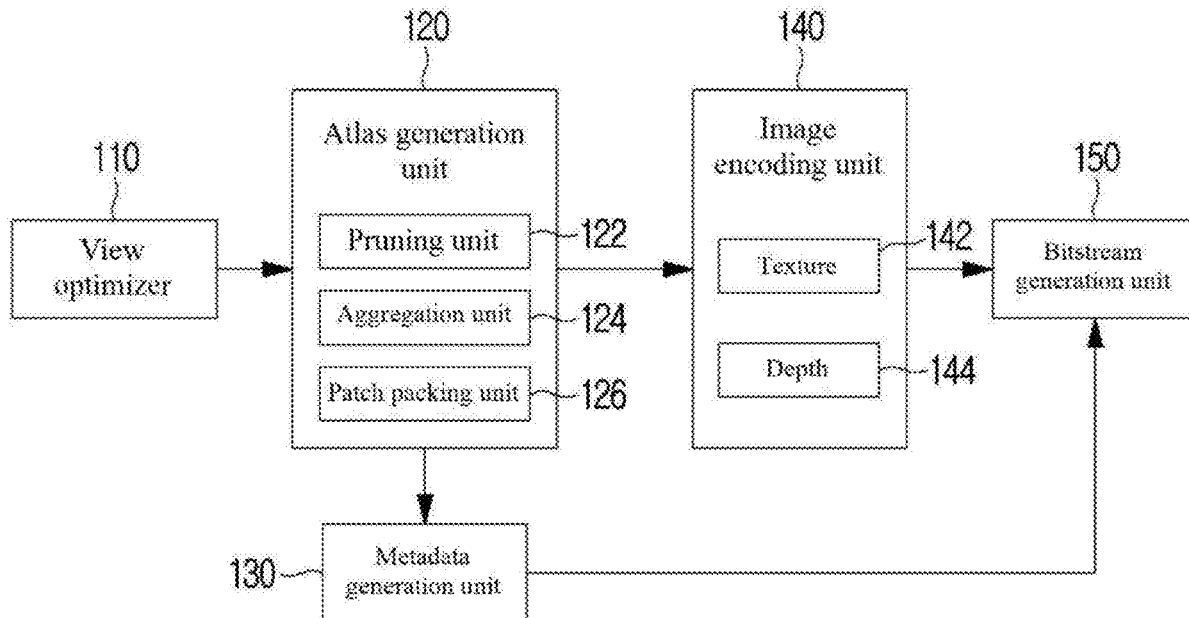 120
140
Atlas generation
unit
Image
encoding unit
110
150
View
optimizer
Pruning unit
122
Texture
142
Bitstream
generation unit
Aggregation unit
124
Depth
144
Patch packing unit
126
130
Metadata
generation unit